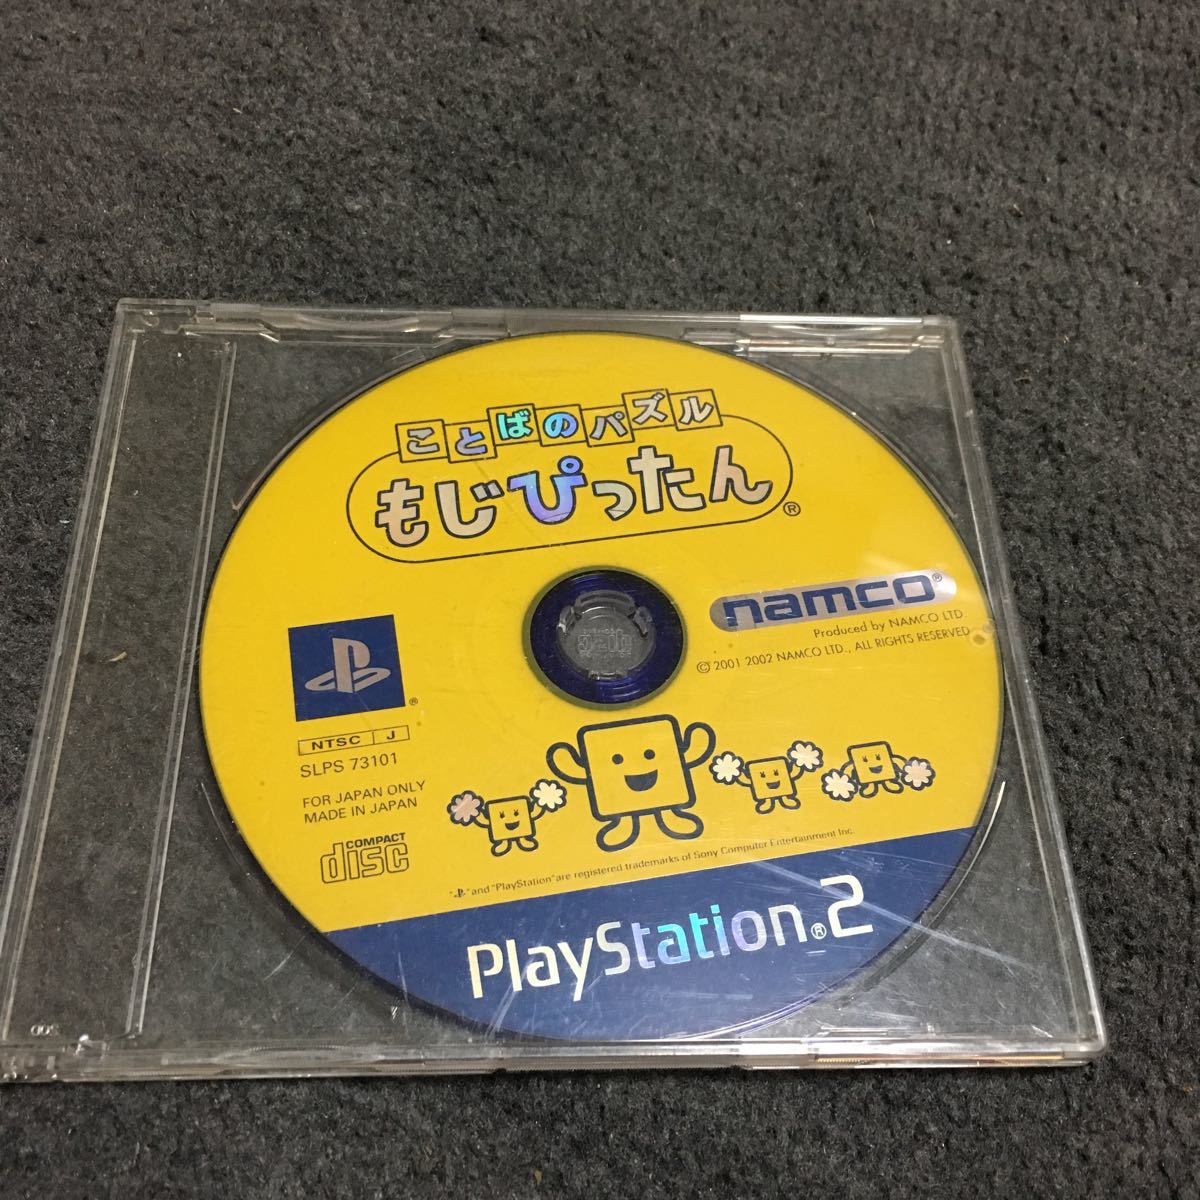 ことばのパズル
もじぴったん®
namco®
Produced by NAMCO LTD.
© 2001 2002 NAMCO LTD., ALL RIGHTS RESERVED
®
NTSC J
SLPS 73101
FOR JAPAN ONLY
MADE IN JAPAN
COMPACT
disc
" " and "PlayStation" are registered trademarks of Sony Computer Entertainment Inc.
PlayStation®2